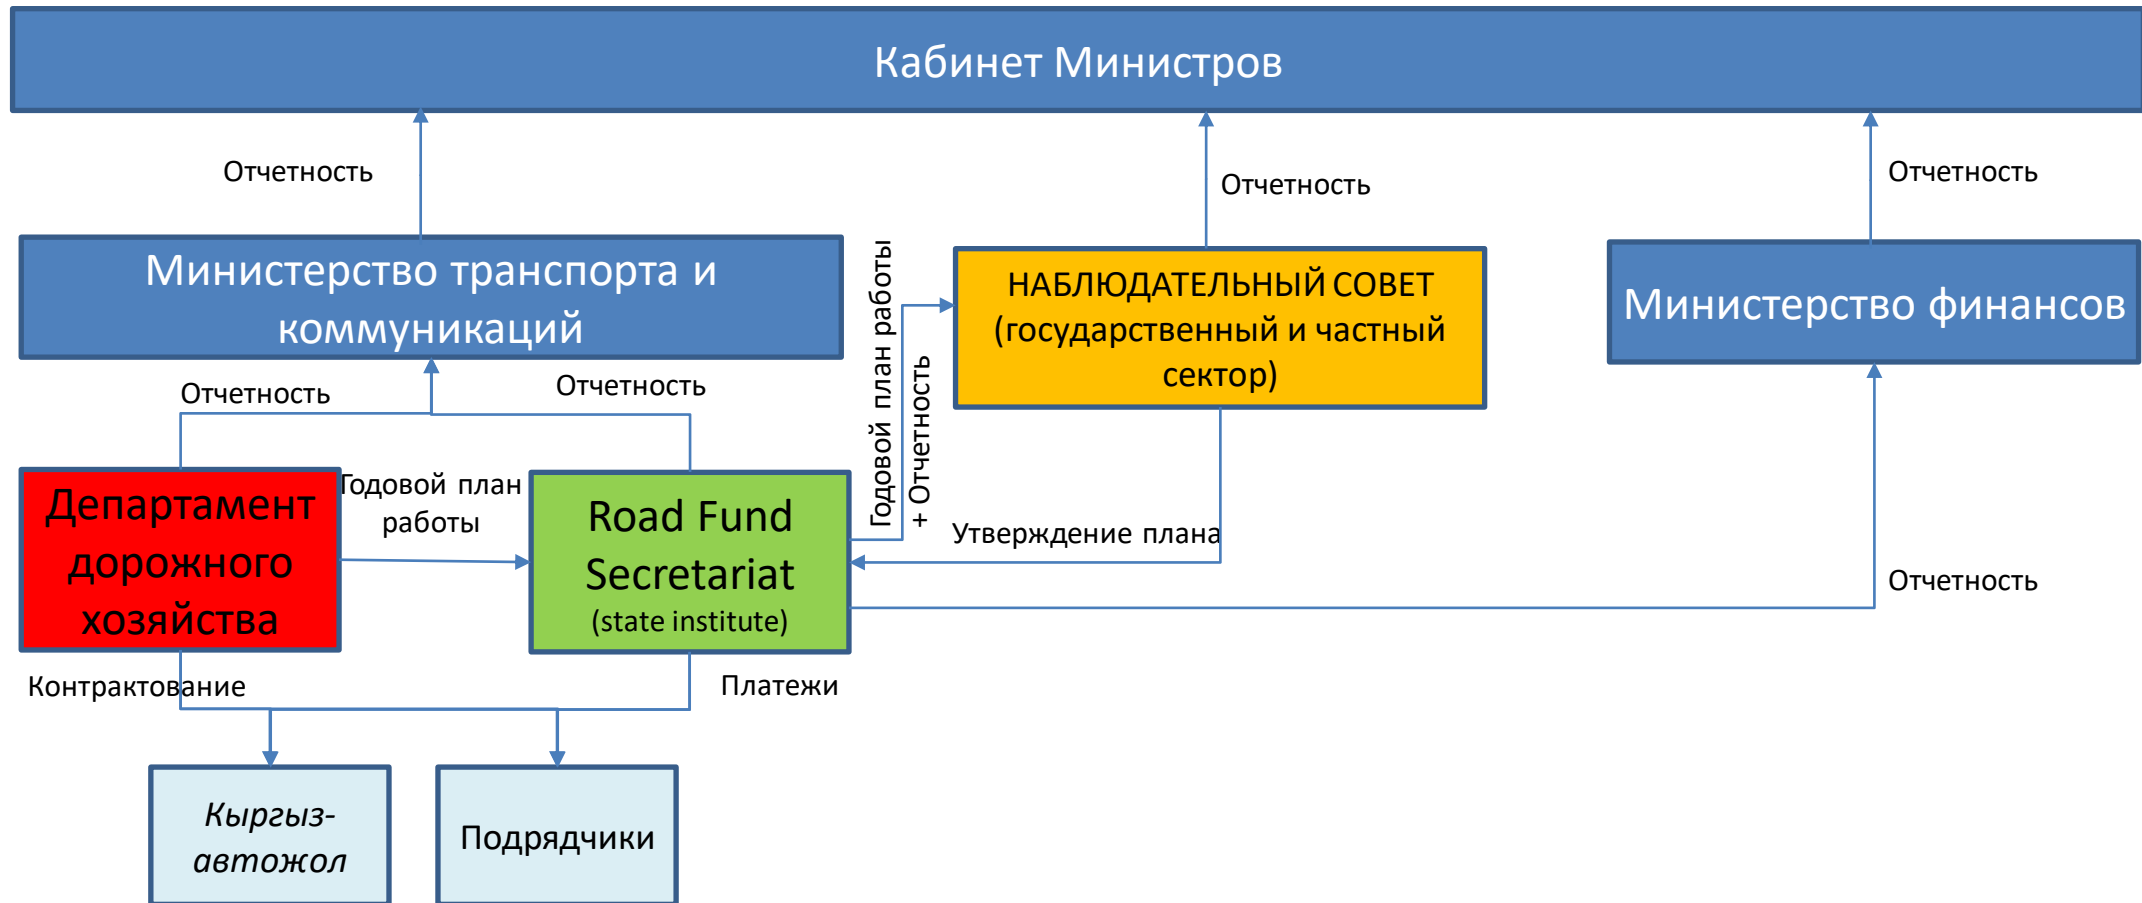 Кабинет Министров
Отчетность
Отчетность
Отчетность
Министерство транспорта и
коммуникаций
НАБЛЮДАТЕЛЬНЫЙ СОВЕТ
(государственный и частный
сектор)
Министерство финансов
Отчетность
Отчетность
Годовой план работы
+ Отчетность
Департамент
дорожного
хозяйства
Годовой план
работы
Road Fund
Secretariat
(state institute)
Утверждение плана
Отчетность
Контрактование
Платежи
Кыргыз-
автожол
Подрядчики